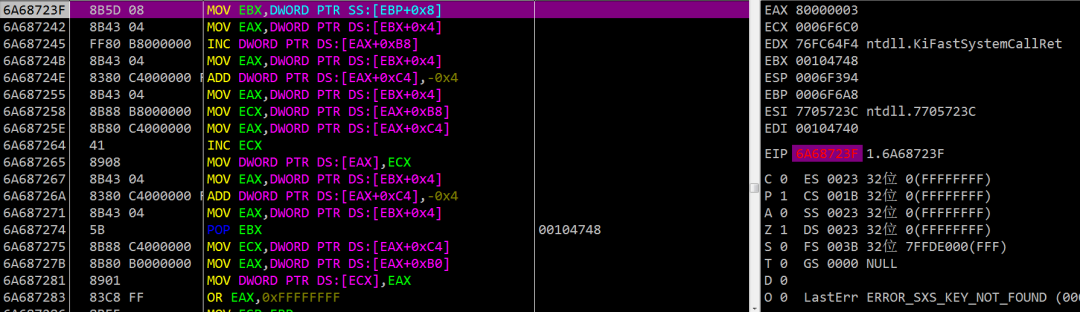 6A68723F 8B5D 08 MOV EBX,DWORD PTR SS:[EBP+0x8]
6A687242 8B43 04 MOV EAX,DWORD PTR DS:[EBX+0x4]
6A687245 FF80 B8000000 INC DWORD PTR DS:[EAX+0xB8]
6A68724B 8B43 04 MOV EAX,DWORD PTR DS:[EBX+0x4]
6A68724E 8380 C4000000 F ADD DWORD PTR DS:[EAX+0xC4],-0x4
6A687255 8B43 04 MOV EAX,DWORD PTR DS:[EBX+0x4]
6A687258 8B88 B8000000 MOV ECX,DWORD PTR DS:[EAX+0xB8]
6A68725E 8B80 C4000000 MOV EAX,DWORD PTR DS:[EAX+0xC4]
6A687264 41 INC ECX
6A687265 8908 MOV DWORD PTR DS:[EAX],ECX
6A687267 8B43 04 MOV EAX,DWORD PTR DS:[EBX+0x4]
6A68726A 8380 C4000000 F ADD DWORD PTR DS:[EAX+0xC4],-0x4
6A687271 8B43 04 MOV EAX,DWORD PTR DS:[EBX+0x4]
6A687274 5B POP EBX 00104748
6A687275 8B88 C4000000 MOV ECX,DWORD PTR DS:[EAX+0xC4]
6A68727B 8B80 B0000000 MOV EAX,DWORD PTR DS:[EAX+0xB0]
6A687281 8901 MOV DWORD PTR DS:[ECX],EAX
6A687283 83C8 FF OR EAX,0xFFFFFFFF
EAX 80000003
ECX 0006F6C0
EDX 76FC64F4 ntdll.KiFastSystemCallRet
EBX 00104748
ESP 0006F394
EBP 0006F6A8
ESI 7705723C ntdll.7705723C
EDI 00104740
EIP 6A68723F 1.6A68723F
C 0 ES 0023 32位 0(FFFFFFFF)
P 1 CS 001B 32位 0(FFFFFFFF)
A 0 SS 0023 32位 0(FFFFFFFF)
Z 1 DS 0023 32位 0(FFFFFFFF)
S 0 FS 003B 32位 7FFDE000(FFF)
T 0 GS 0000 NULL
D 0
O 0 LastErr ERROR_SXS_KEY_NOT_FOUND